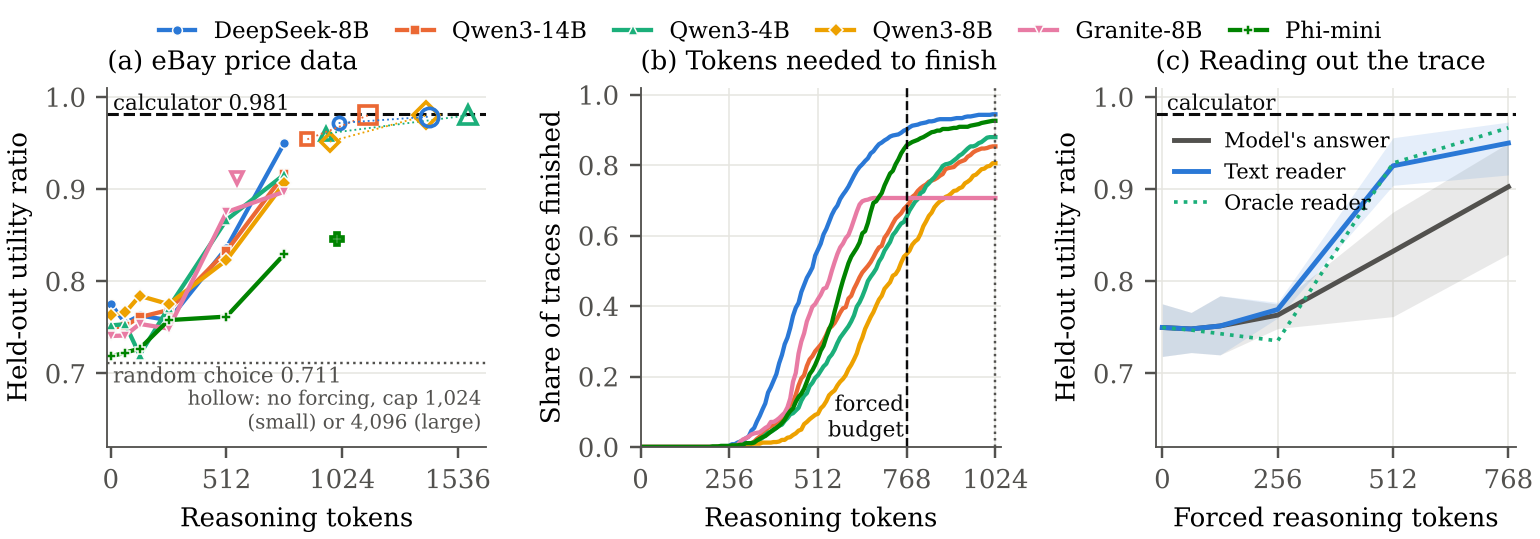 DeepSeek-8B Qwen3-14B Qwen3-4B Qwen3-8B Granite-8B Phi-mini
(a) eBay price data
Held-out utility ratio
1.0
0.9
0.8
0.7
calculator 0.981
random choice 0.711
hollow: no forcing, cap 1,024
(small) or 4,096 (large)
0 512 1024 1536
Reasoning tokens
(b) Tokens needed to finish
Share of traces finished
1.0
0.8
0.6
0.4
0.2
0.0
forced
budget
0 256 512 768 1024
Reasoning tokens
(c) Reading out the trace
Held-out utility ratio
1.0
0.9
0.8
0.7
calculator
Model's answer
Text reader
Oracle reader
0 256 512 768
Forced reasoning tokens